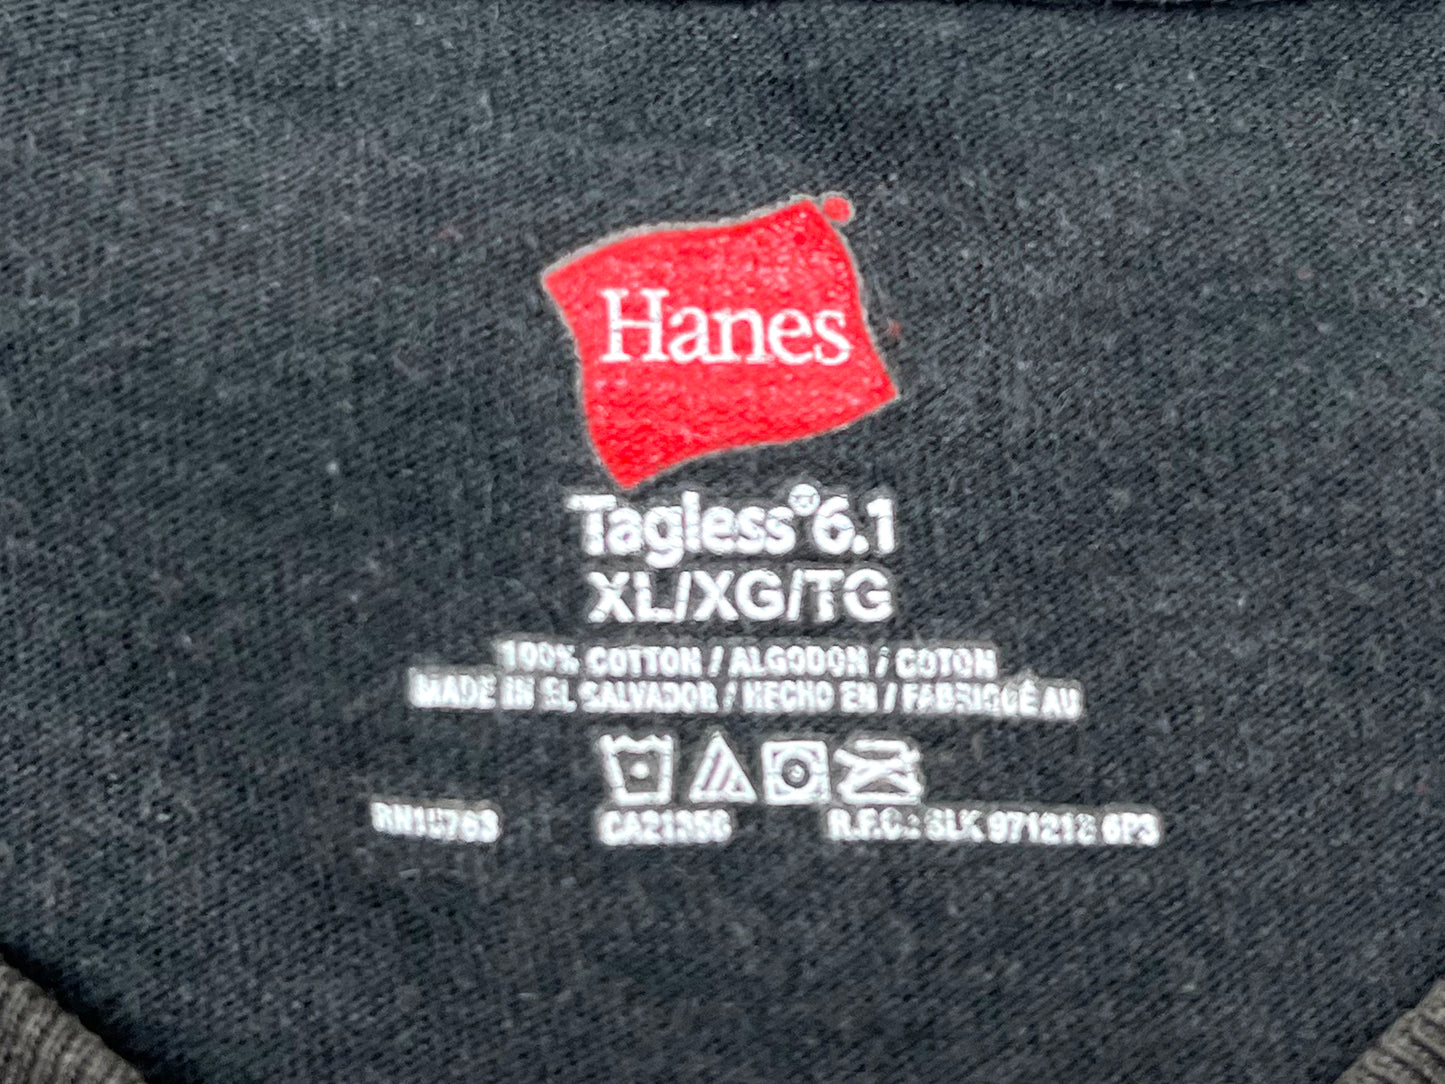 Hanes
Tagless® 6.1
XL/XG/TG
100% COTTON / ALGODON / COTON
MADE IN EL SALVADOR / HECHO EN / FABRIQUÉ AU
R.F.C.: